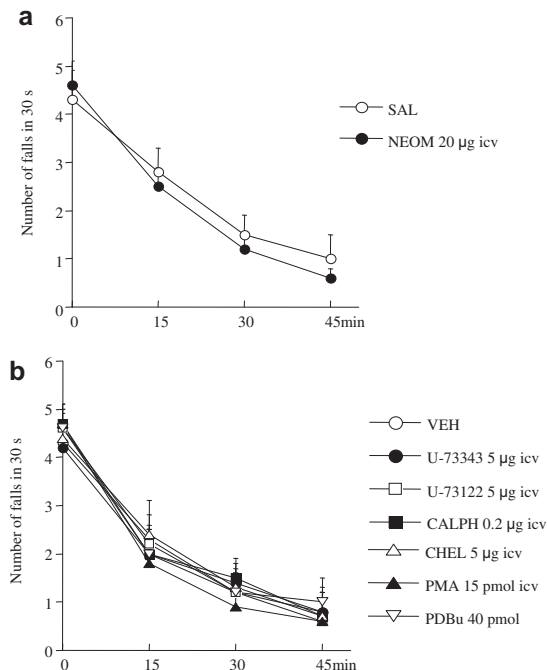 a
Number of falls in 30 s
6
5
4
3
2
1
0
0 15 30 45min
SAL
NEOM 20 µg icv
b
Number of falls in 30 s
6
5
4
3
2
1
0
0 15 30 45min
VEH
U-73343 5 µg icv
U-73122 5 µg icv
CALPH 0.2 µg icv
CHEL 5 µg icv
PMA 15 pmol icv
PDBu 40 pmol